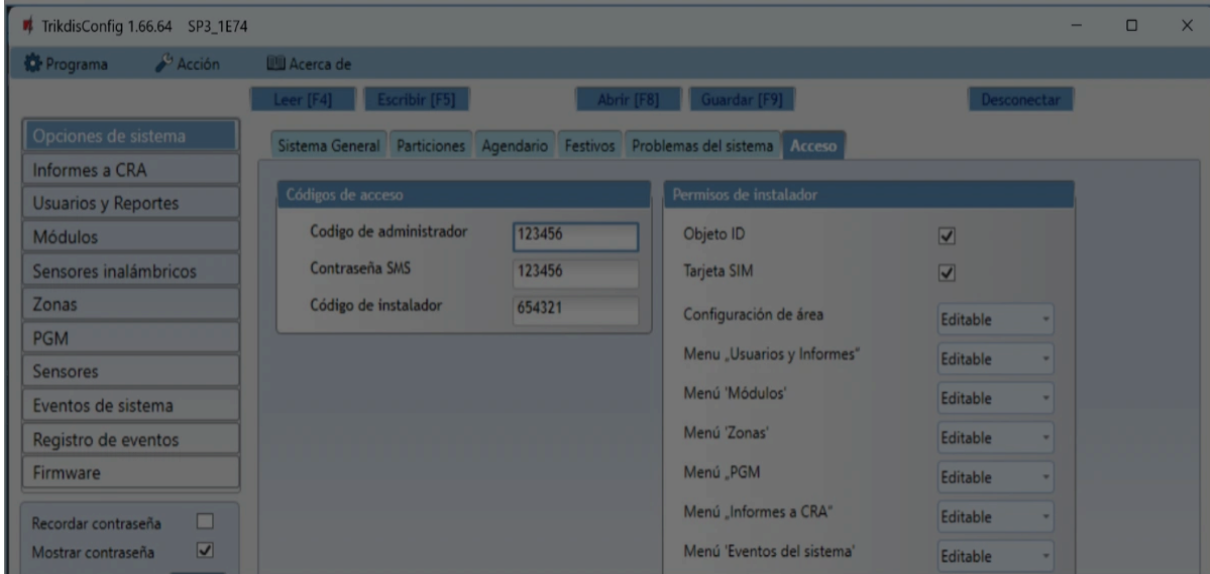 TrikdisConfig 1.66.64 SP3_1E74
Programa Acción Acerca de
Leer [F4] Escribir [F5] Abrir [F8] Guardar [F9] Desconectar
Opciones de sistema
Informes a CRA
Usuarios y Reportes
Módulos
Sensores inalámbricos
Zonas
PGM
Sensores
Eventos de sistema
Registro de eventos
Firmware
Recordar contraseña
Mostrar contraseña
Sistema General Particiones Agendario Festivos Problemas del sistema Acceso
Códigos de acceso
Codigo de administrador 123456
Contraseña SMS 123456
Código de instalador 654321
Permisos de instalador
Objeto ID
Tarjeta SIM
Configuración de área Editable
Menu „Usuarios y Informes“ Editable
Menú 'Módulos' Editable
Menú 'Zonas' Editable
Menú „PGM Editable
Menú „Informes a CRA“ Editable
Menú 'Eventos del sistema' Editable